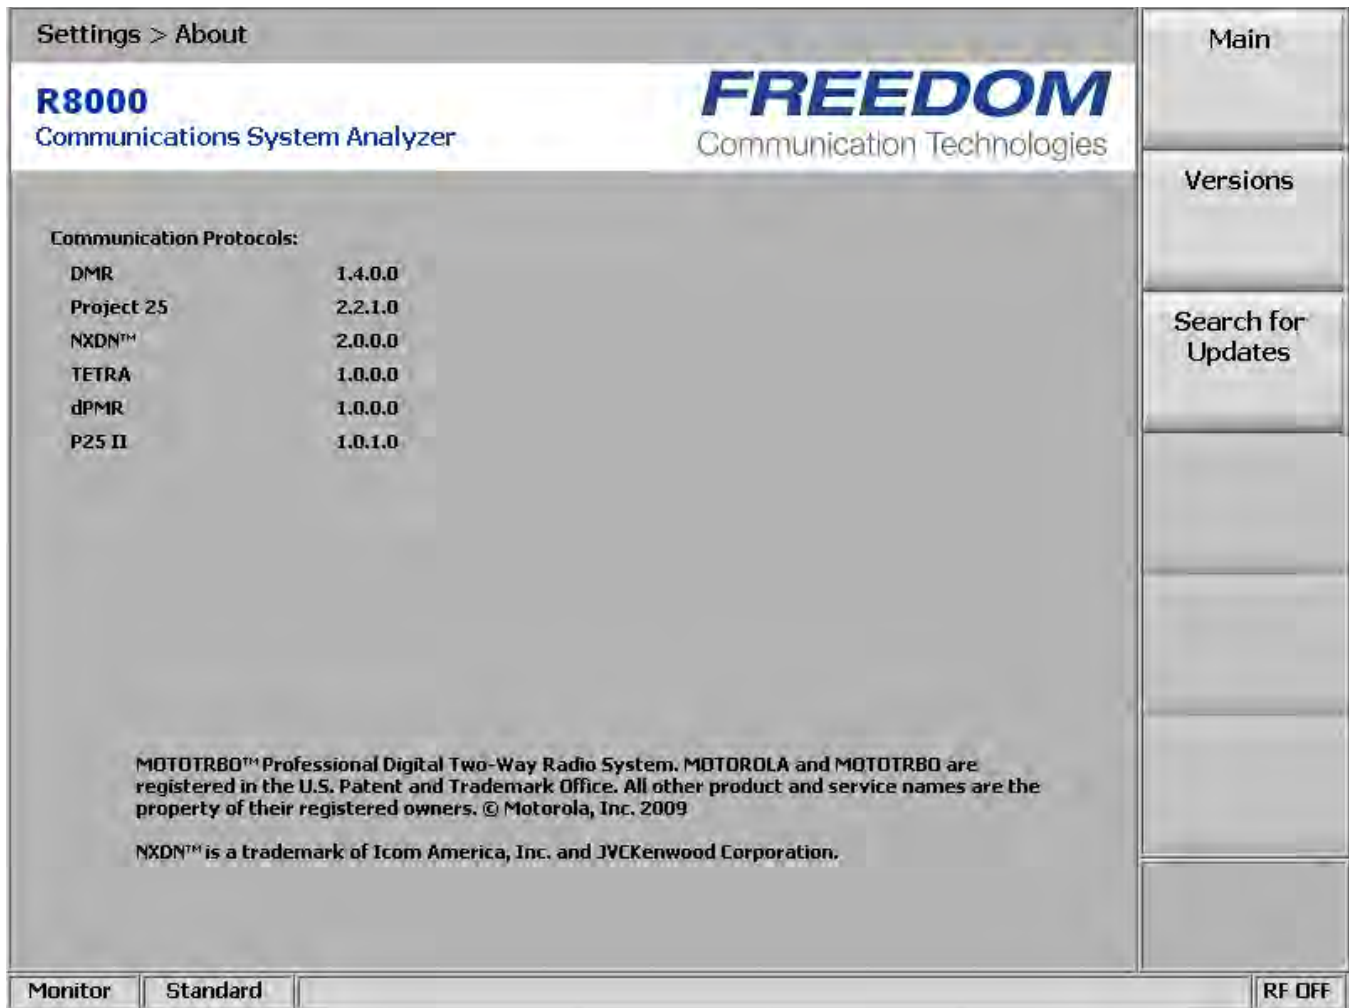 Settings > About
R8000
Communications System Analyzer
FREEDOM
Communication Technologies
Communication Protocols:
DMR 1.4.0.0
Project 25 2.2.1.0
NXDN™ 2.0.0.0
TETRA 1.0.0.0
dPMR 1.0.0.0
P25 II 1.0.1.0
MOTOTRBO™ Professional Digital Two-Way Radio System. MOTOROLA and MOTOTRBO are
registered in the U.S. Patent and Trademark Office. All other product and service names are the
property of their registered owners. © Motorola, Inc. 2009
NXDN™ is a trademark of Icom America, Inc. and JVCKenwood Corporation.
Main
Versions
Search for
Updates
Monitor
Standard
RF OFF